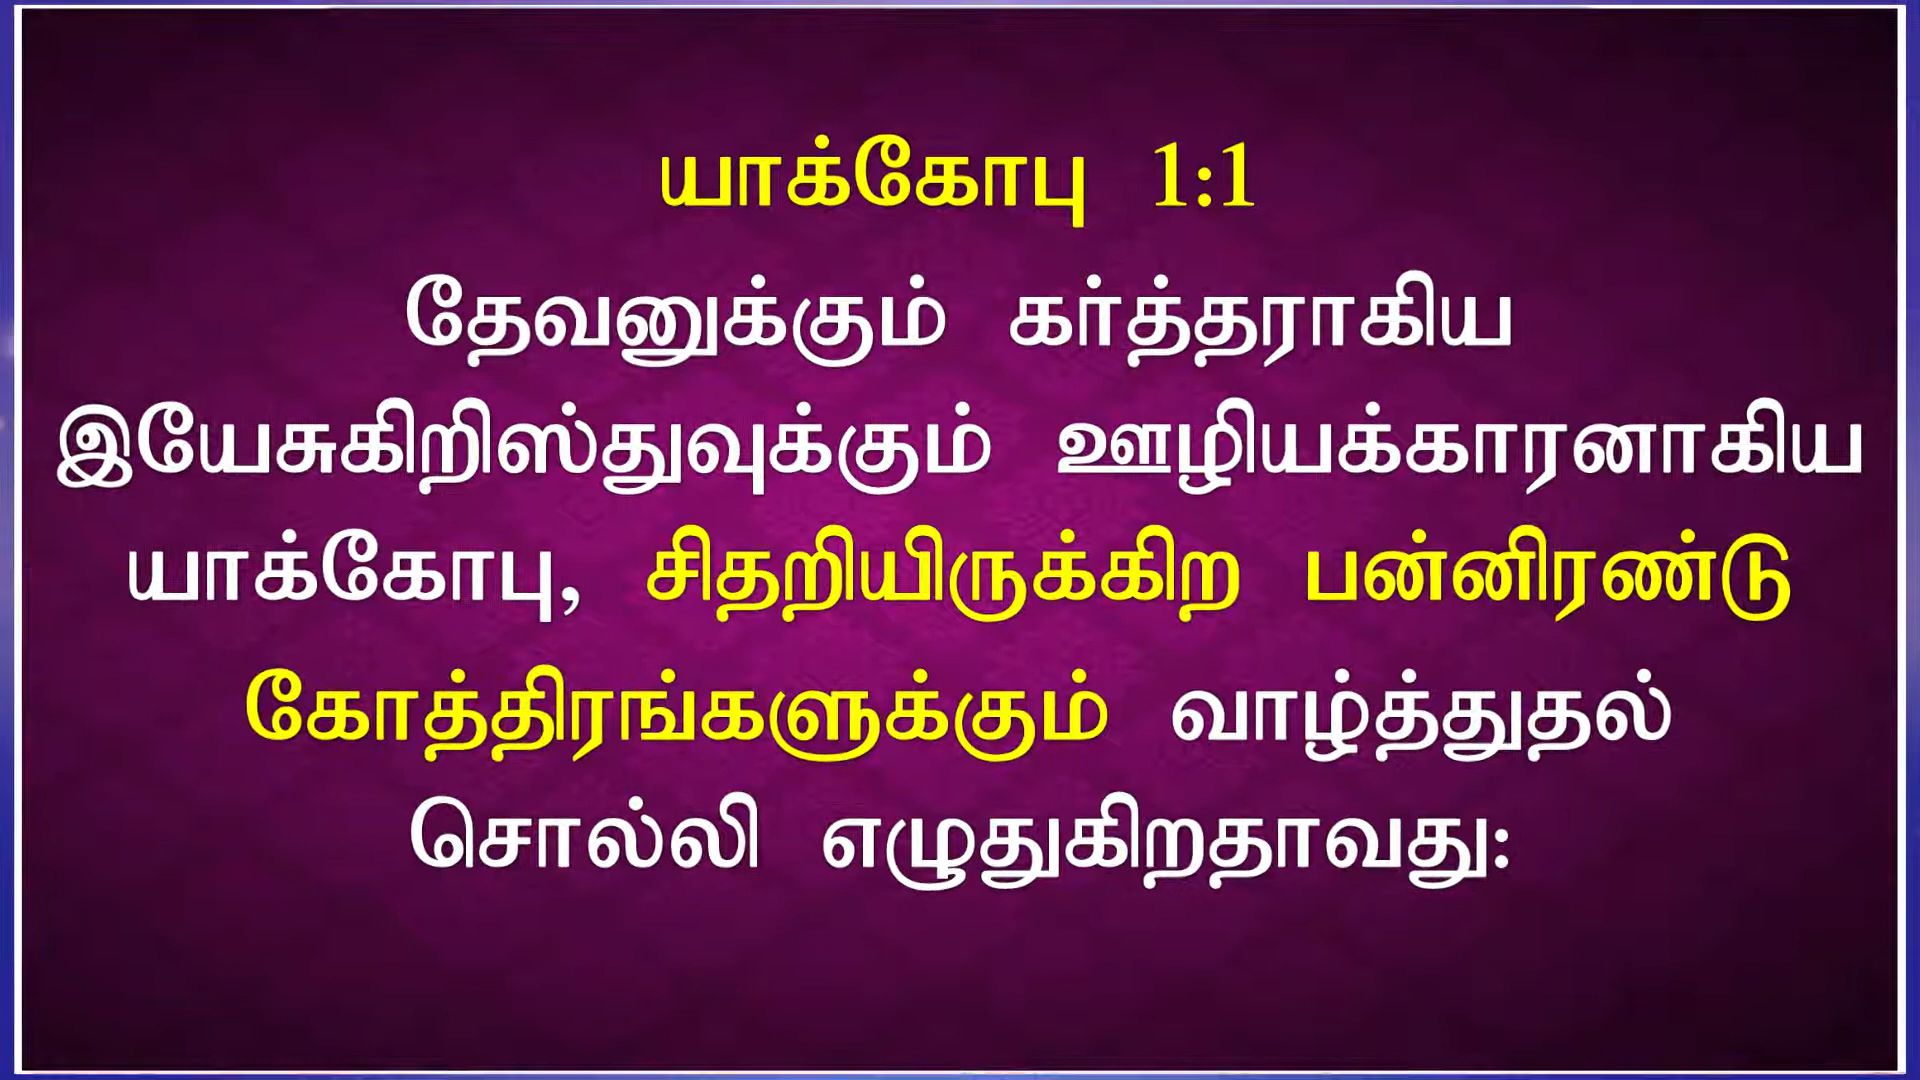 யாக்கோபு 1:1
தேவனுக்கும் கர்த்தராகிய
இயேசுகிறிஸ்துவுக்கும் ஊழியக்காரனாகிய
யாக்கோபு, சிதறியிருக்கிற பன்னிரண்டு
கோத்திரங்களுக்கும் வாழ்த்துதல்
சொல்லி எழுதுகிறதாவது: